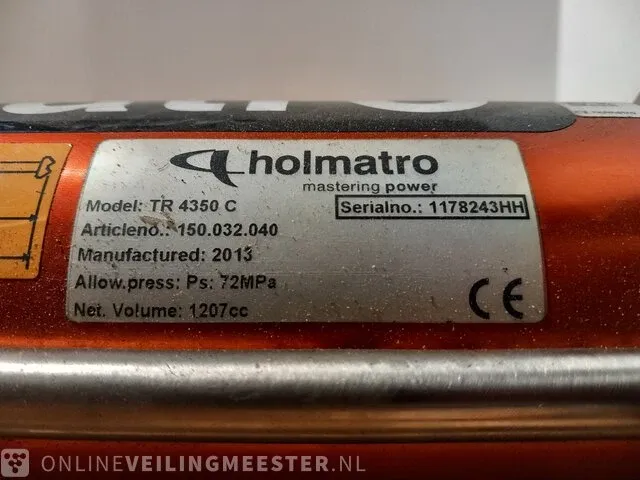 holmatro
mastering power
Model: TR 4350 C
Serialno.: 1178243HH
Articleno.: 150.032.040
Manufactured: 2013
Allow.press: Ps: 72MPa
Net. Volume: 1207cc
CE
ONLINEVEILINGMEESTER.NL